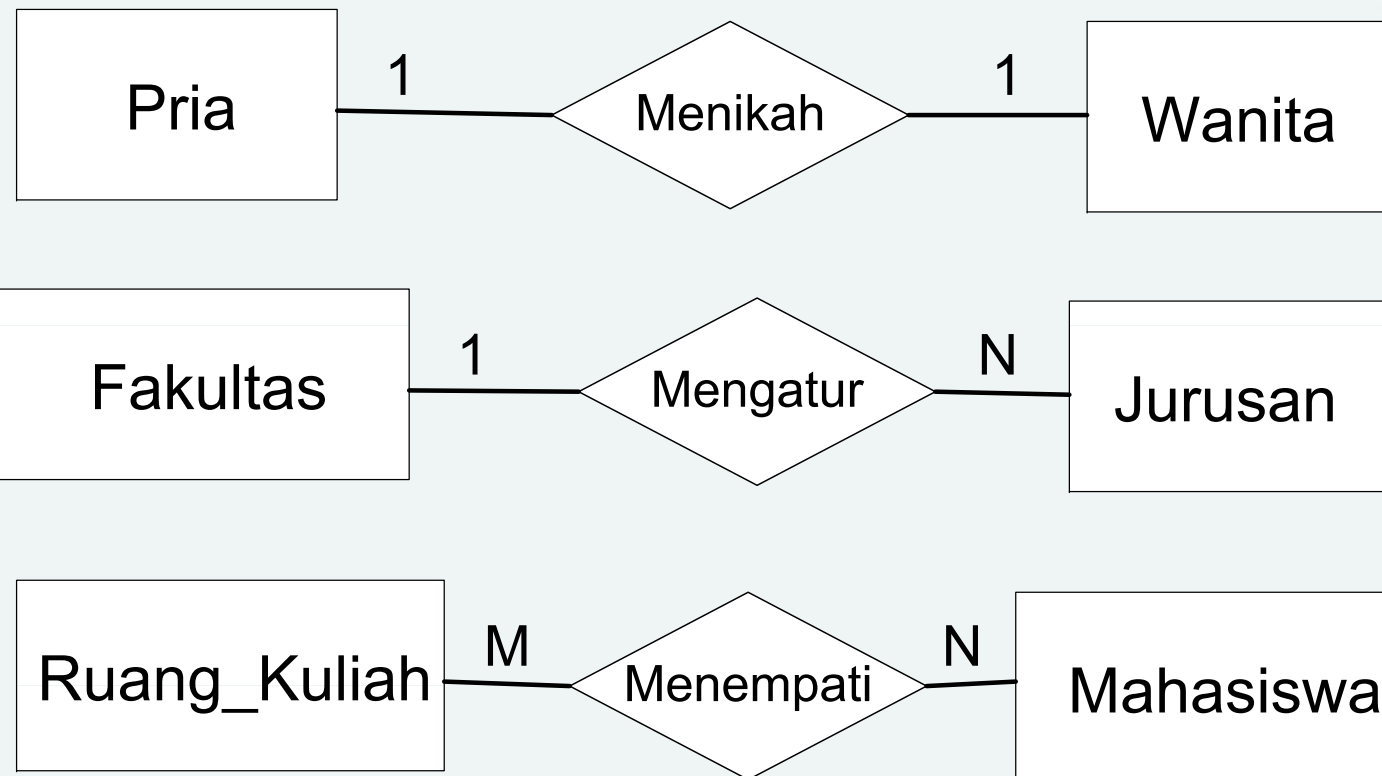 Pria 1 Menikah 1 Wanita
Fakultas 1 Mengatur N Jurusan
Ruang_Kuliah M Menempati N Mahasiswa